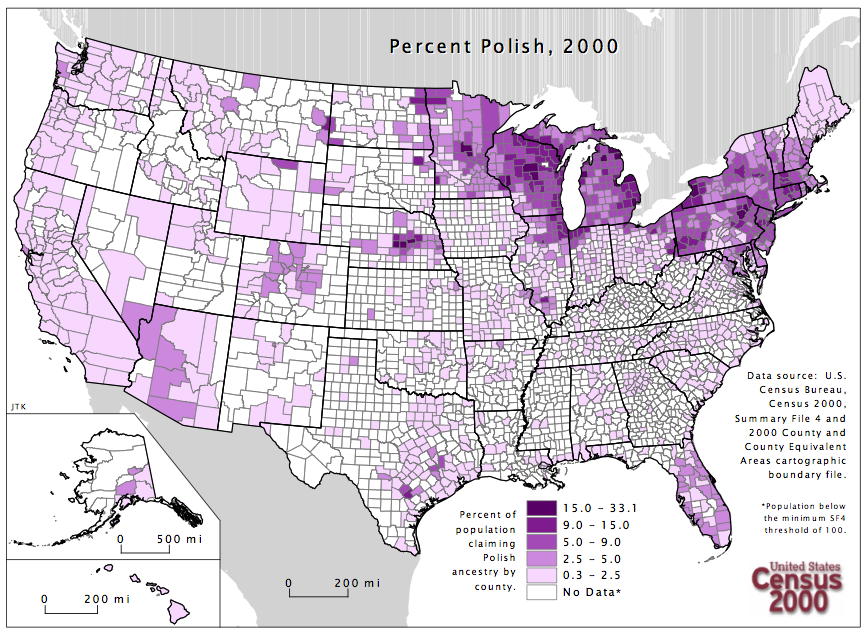 Percent Polish, 2000
Data source: U.S.
Census Bureau,
Census 2000,
Summary File 4 and
2000 County and
County Equivalent
Areas cartographic
boundary file.
JTK
*Population below
the minimum SF4
threshold of 100.
Percent of
population
claiming
Polish
ancestry by
county.
15.0 - 33.1
9.0 - 15.0
5.0 - 9.0
2.5 - 5.0
0.3 - 2.5
No Data*
0 500 mi
0 200 mi
0 200 mi
United States
Census
2000